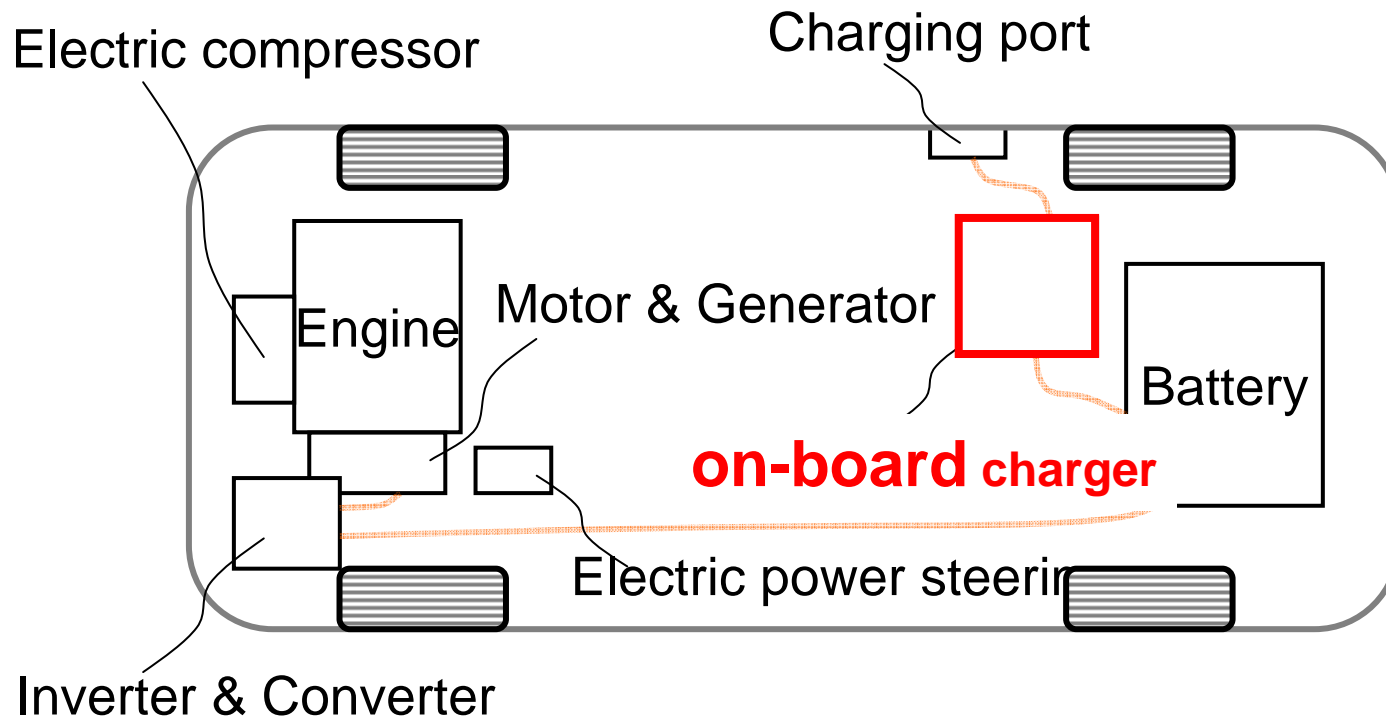 Electric compressor
Charging port
Motor & Generator
Engine
Battery
on-board charger
Electric power steerin
Inverter & Converter